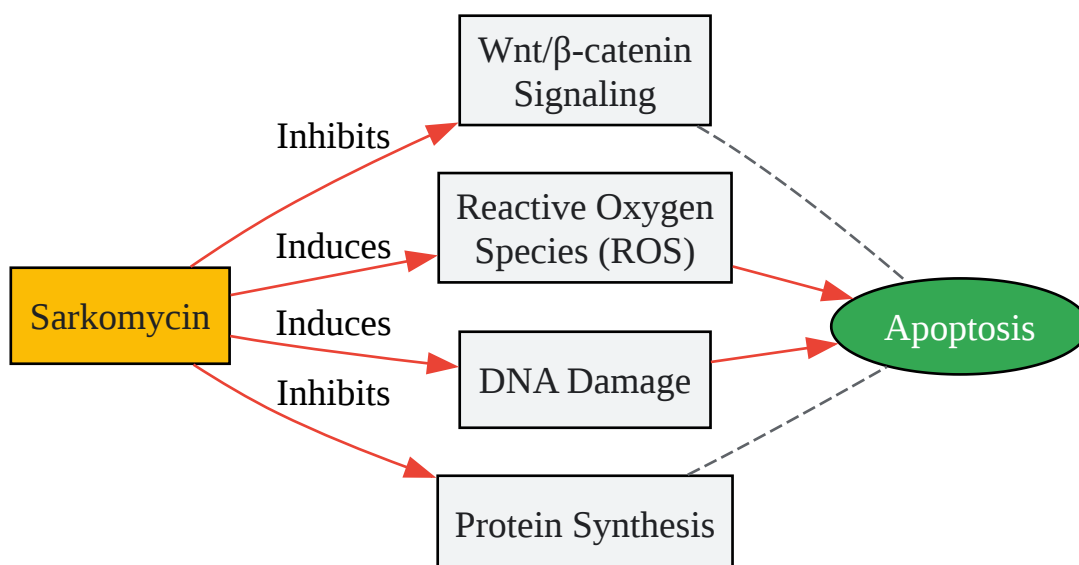 Wnt/β-catenin
Signaling
Inhibits
Reactive Oxygen
Species (ROS)
Induces
Sarkomycin
Apoptosis
Induces
DNA Damage
Inhibits
Protein Synthesis